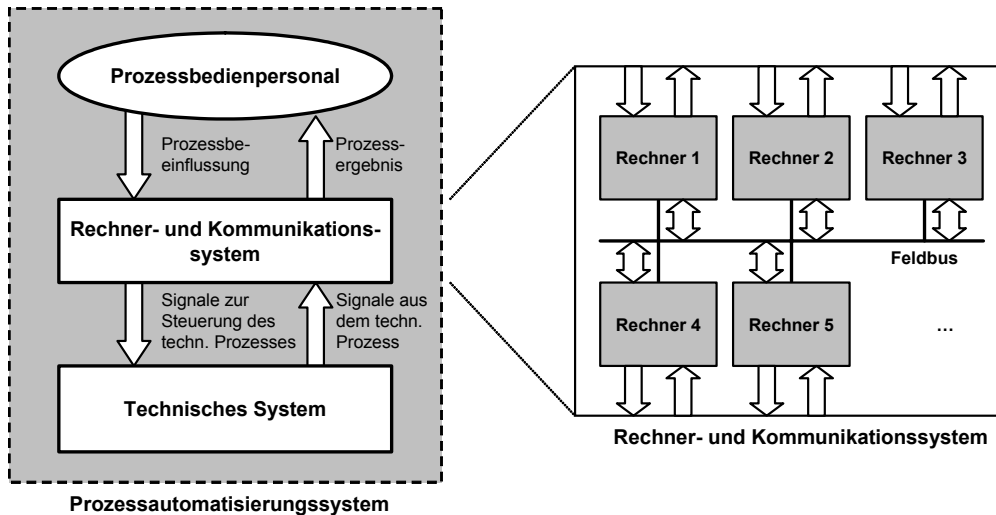 Prozessbedienpersonal
Prozessbe-
einflussung
Prozess-
ergebnis
Rechner- und Kommunikations-
system
Signale zur
Steuerung des
techn. Prozesses
Signale aus
dem techn.
Prozess
Technisches System
Prozessautomatisierungssystem
Rechner 1
Rechner 2
Rechner 3
Feldbus
Rechner 4
Rechner 5
...
Rechner- und Kommunikationssystem